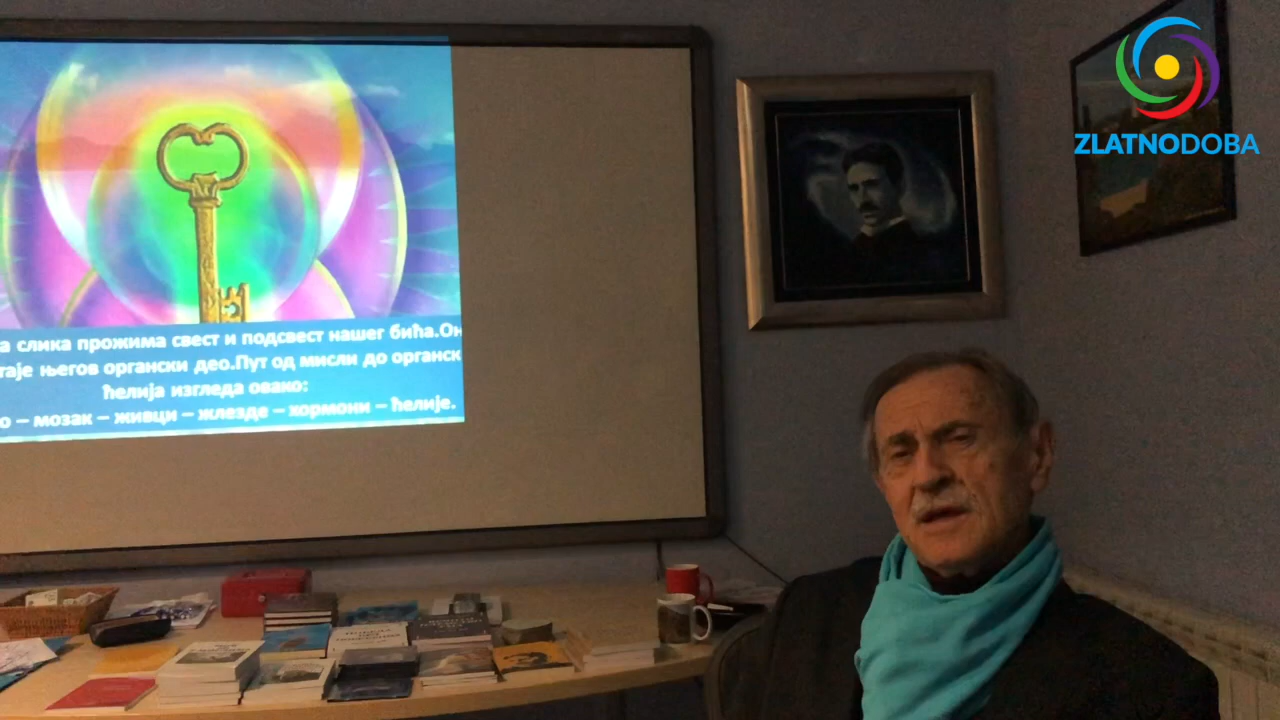 ZLATNODOBA
а слика прожима свест и подсвест нашег бића.Он
таје његов органски део.Пут од мисли до органск
ћелија изгледа овако:
о – мозак – живци – жлезде – хормони – ћелије.